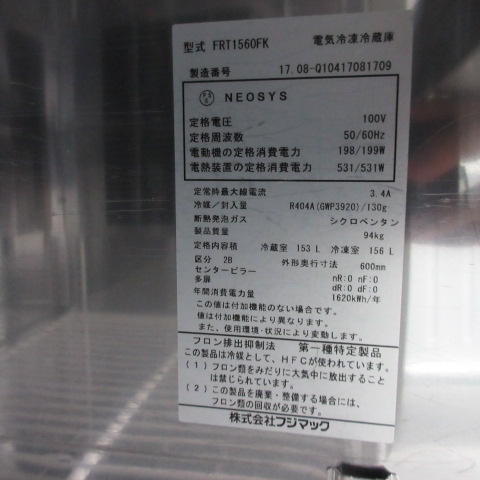 型式 FRT1560FK 電気冷凍冷蔵庫
製造番号 17.08-Q10417081709
NEOSYS
定格電圧 100V
定格周波数 50/60Hz
電動機の定格消費電力 198/199W
電熱装置の定格消費電力 531/531W
定常時最大線電流 3.4A
冷媒/封入量 R404A(GWP3920)/130g
断熱発泡ガス シクロペンタン
製品質量 94kg
定格内容積 冷蔵室 153 L 冷凍室 156 L
区分 2B 外形奥行寸法 600mm
センターピラー nR:0 nF:0
多扉 dR:0 dF:0
年間消費電力量 1620kWh/年
この値は付加機能のない場合です。
値は付加機能により異なります。
また、使用環境・状況により変動します。
フロン排出抑制法 第一種特定製品
この製品は冷媒として、HFCが使われています。
(1)フロン類をみだりに大気中に放出すること
は禁じられています。
(2)この製品を廃棄・整備する場合には、
フロン類の回収が必要です。
株式会社フジマック